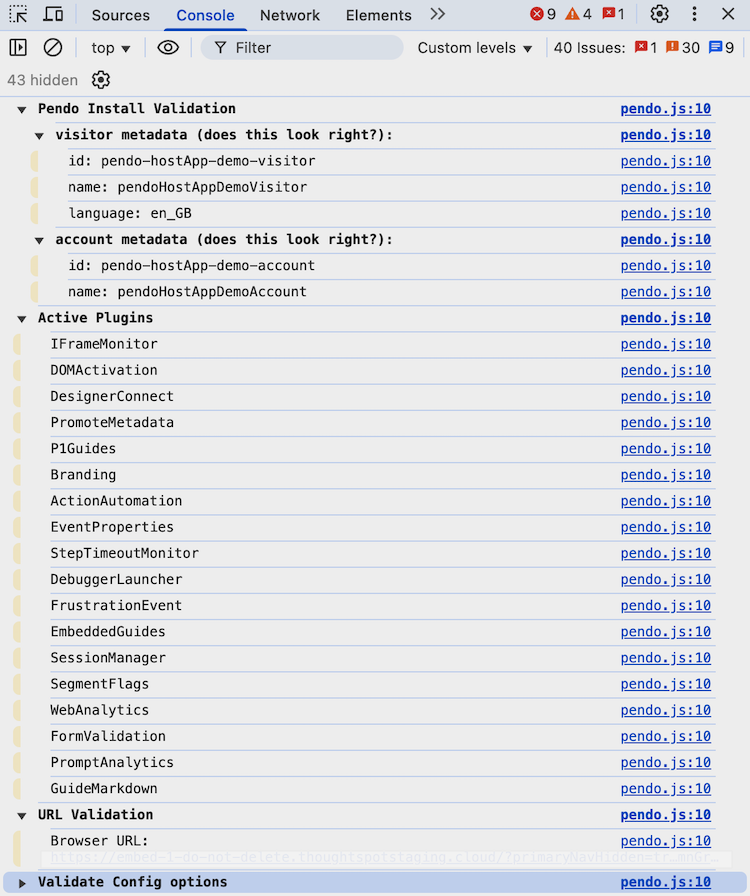 Sources Console Network Elements 9 4 1
top Filter Custom levels 40 Issues: 1 30 9
43 hidden
Pendo Install Validation pendo.js:10
visitor metadata (does this look right?): pendo.js:10
id: pendo-hostApp-demo-visitor pendo.js:10
name: pendoHostAppDemoVisitor pendo.js:10
language: en_GB pendo.js:10
account metadata (does this look right?): pendo.js:10
id: pendo-hostApp-demo-account pendo.js:10
name: pendoHostAppDemoAccount pendo.js:10
Active Plugins pendo.js:10
IFrameMonitor pendo.js:10
DOMActivation pendo.js:10
DesignerConnect pendo.js:10
PromoteMetadata pendo.js:10
P1Guides pendo.js:10
Branding pendo.js:10
ActionAutomation pendo.js:10
EventProperties pendo.js:10
StepTimeoutMonitor pendo.js:10
DebuggerLauncher pendo.js:10
FrustrationEvent pendo.js:10
EmbeddedGuides pendo.js:10
SessionManager pendo.js:10
SegmentFlags pendo.js:10
WebAnalytics pendo.js:10
FormValidation pendo.js:10
PromptAnalytics pendo.js:10
GuideMarkdown pendo.js:10
URL Validation pendo.js:10
Browser URL: pendo.js:10
Validate Config options pendo.js:10